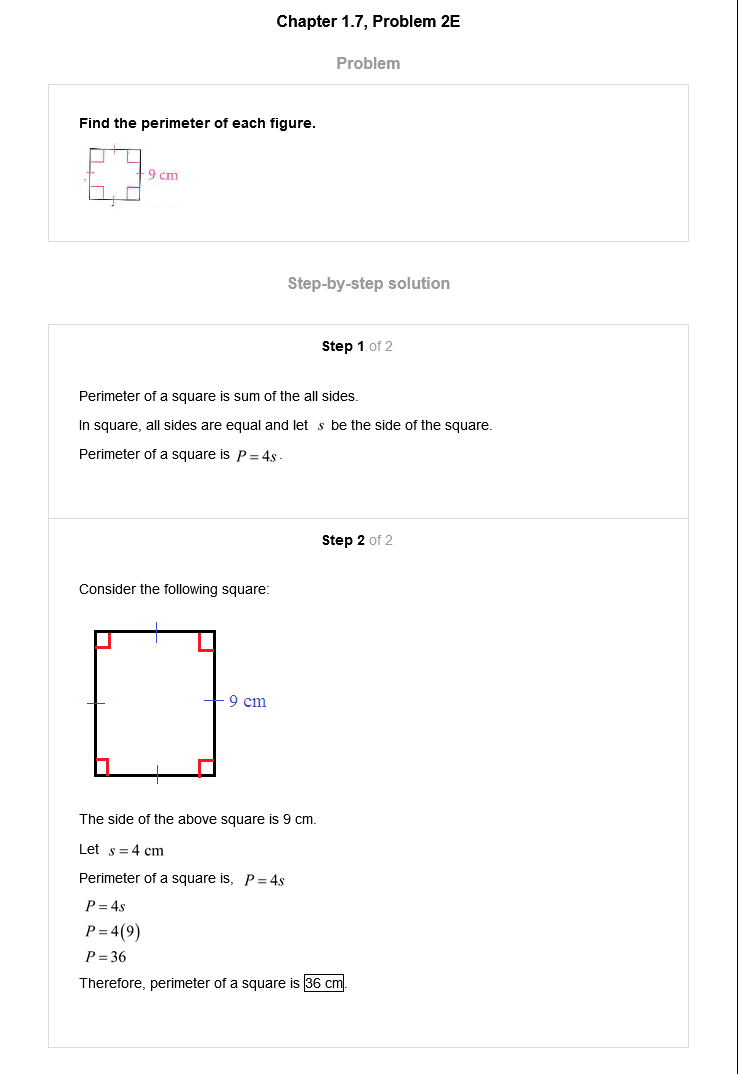 Chapter 1.7, Problem 2E
Problem
Find the perimeter of each figure.
9 cm
Step-by-step solution
Step 1 of 2
Perimeter of a square is sum of the all sides.
In square, all sides are equal and let s be the side of the square.
Perimeter of a square is P = 4s.
Step 2 of 2
Consider the following square:
9 cm
The side of the above square is 9 cm.
Let s = 4 cm
Perimeter of a square is, P = 4s
P = 4s
P = 4(9)
P = 36
Therefore, perimeter of a square is 36 cm.